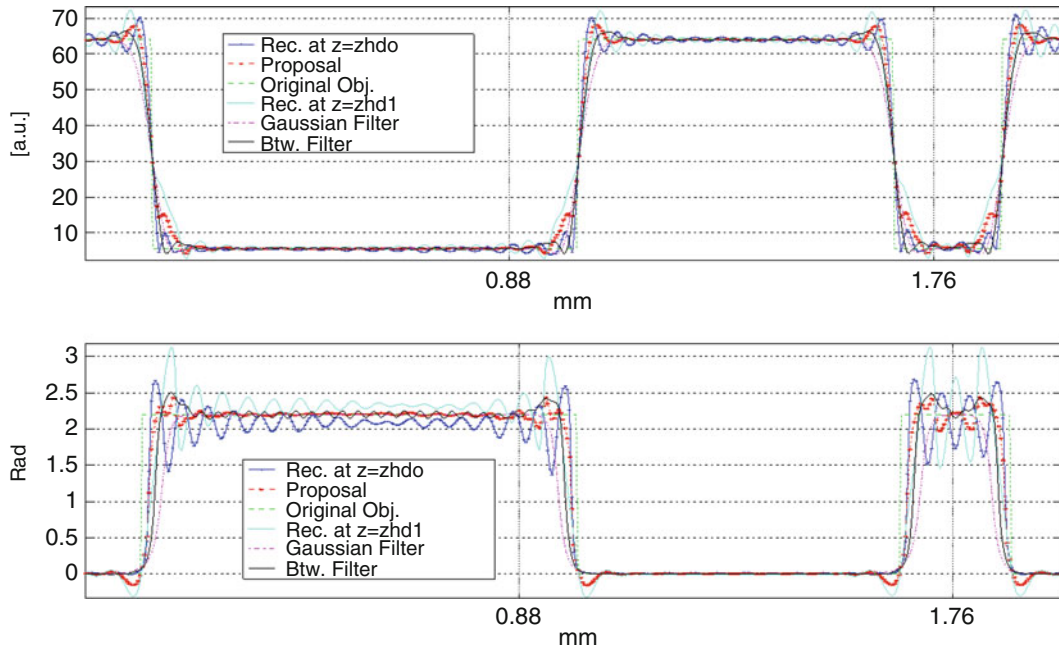 70
60
50
40
30
20
10
[a.u.]
Rec. at z=zhdo
Proposal
Original Obj.
Rec. at z=zhd1
Gaussian Filter
Btw. Filter
0.88
1.76
mm
3
2.5
2
1.5
1
0.5
0
Rad
Rec. at z=zhdo
Proposal
Original Obj.
Rec. at z=zhd1
Gaussian Filter
Btw. Filter
0.88
1.76
mm